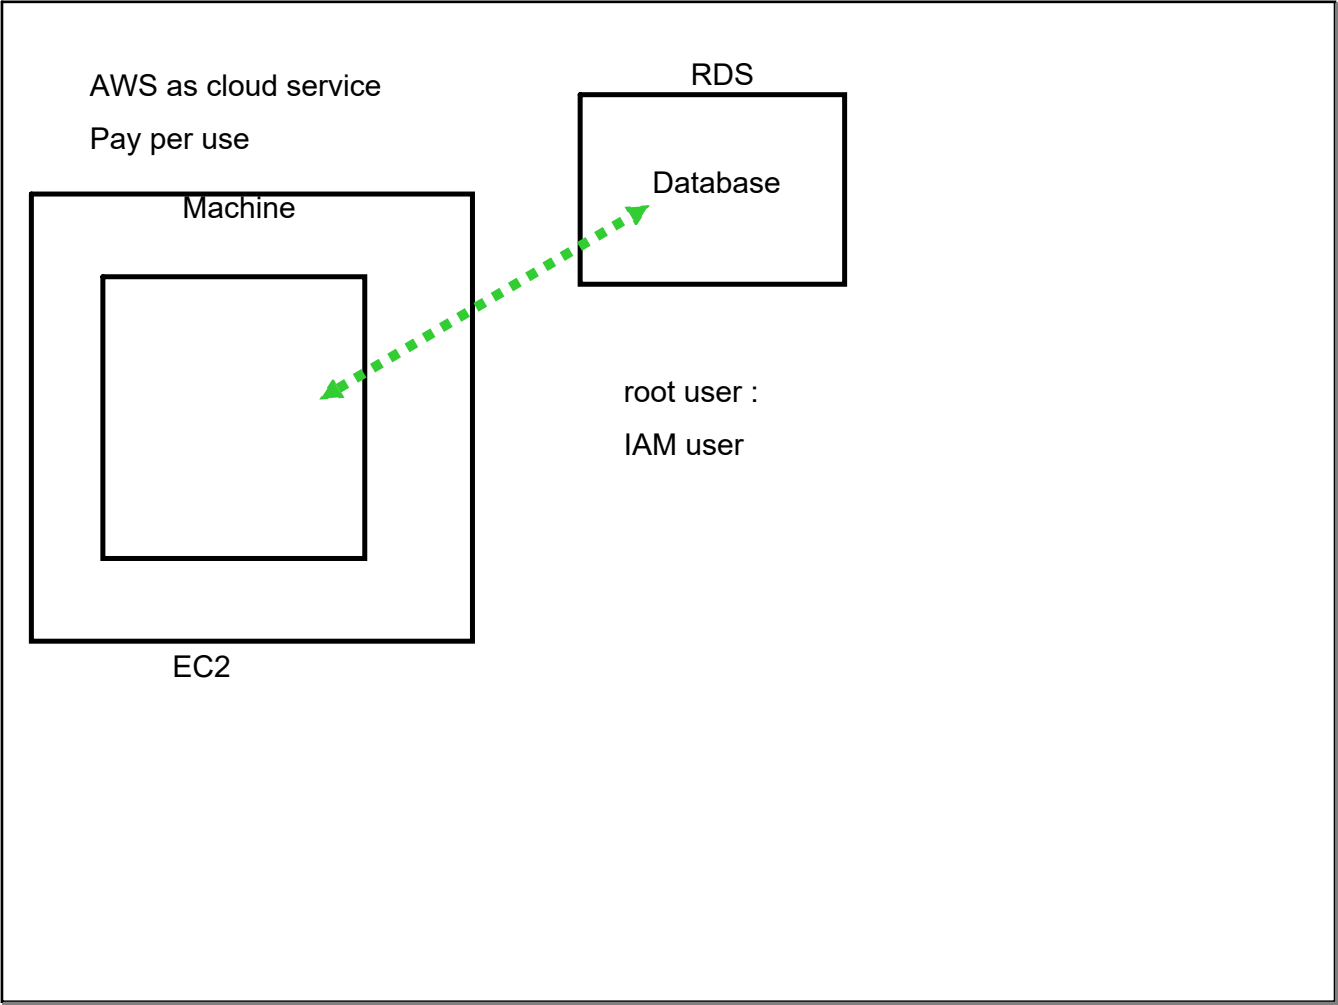 AWS as cloud service
Pay per use
Machine
EC2
RDS
Database
root user :
IAM user